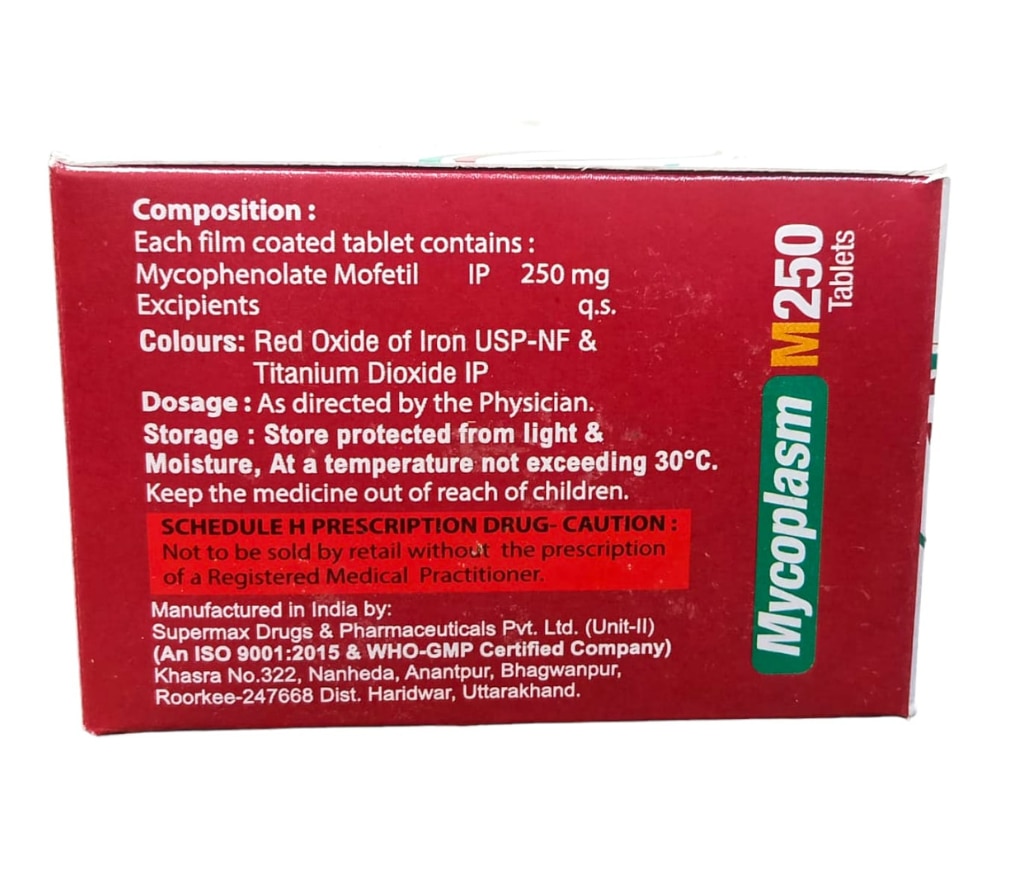 Composition :
Each film coated tablet contains :
Mycophenolate Mofetil IP 250 mg
Excipients q.s.
Colours: Red Oxide of Iron USP-NF &
Titanium Dioxide IP
Dosage : As directed by the Physician.
Storage : Store protected from light &
Moisture, At a temperature not exceeding 30°C.
Keep the medicine out of reach of children.
SCHEDULE H PRESCRIPTION DRUG- CAUTION :
Not to be sold by retail without the prescription
of a Registered Medical Practitioner.
Manufactured in India by:
Supermax Drugs & Pharmaceuticals Pvt. Ltd. (Unit-II)
(An ISO 9001:2015 & WHO-GMP Certified Company)
Khasra No.322, Nanheda, Anantpur, Bhagwanpur,
Roorkee-247668 Dist. Haridwar, Uttarakhand.
Mycoplasm M250
Tablets